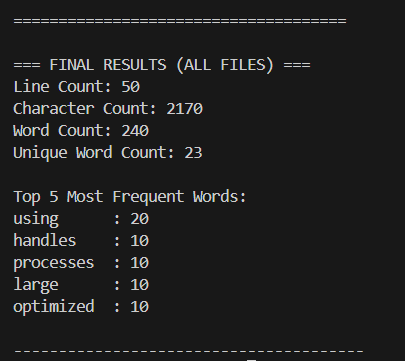 =====================================
=== FINAL RESULTS (ALL FILES) ===
Line Count: 50
Character Count: 2170
Word Count: 240
Unique Word Count: 23
Top 5 Most Frequent Words:
using      : 20
handles    : 10
processes  : 10
large      : 10
optimized  : 10
---------------------------------------